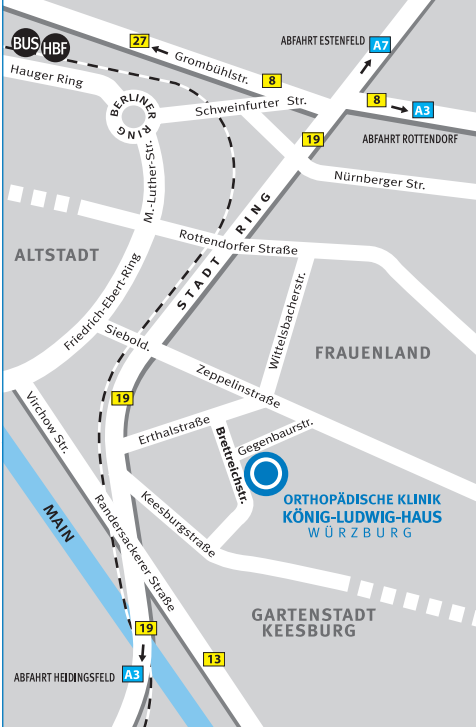 BUS
HBF
27
Grombühlstr.
ABFAHRT ESTENFELD
A7
Hauger Ring
8
8
A3
BERLINER RING
Schweinfurter Str.
ABFAHRT ROTTENDORF
19
M.-Luther-Str.
Nürnberger Str.
STADT RING
Rottendorfer Straße
ALTSTADT
Friedrich-Ebert-Ring
Siebold.
Wittelsbacherstr.
FRAUENLAND
Zeppelinstraße
19
Virchow Str.
Erthalstraße
Brettreichstr.
Gegenbaurstr.
ORTHOPÄDISCHE KLINIK
KÖNIG-LUDWIG-HAUS
WÜRZBURG
Keesburgstraße
MAIN
Randersackerer Straße
GARTENSTADT
KEESBURG
19
13
ABFAHRT HEIDINGSFELD
A3